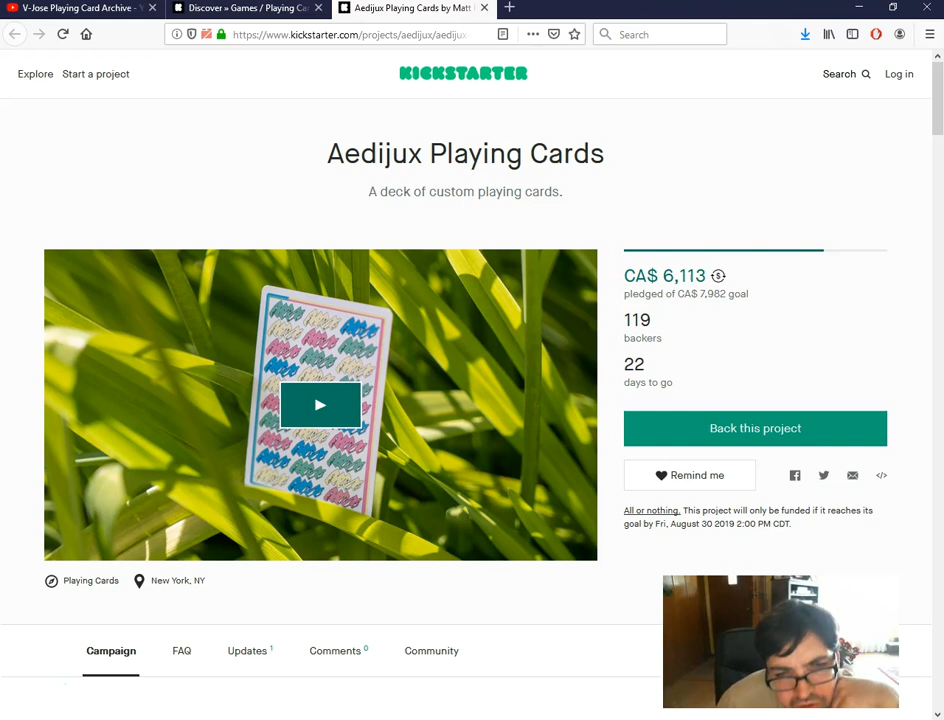 V-Jose Playing Card Archive - Y
Discover » Games / Playing Ca
Aedijux Playing Cards by Matt
https://www.kickstarter.com/projects/aedijux/aedijux-
Search
Explore
Start a project
KICKSTARTER
Search
Log in
Aedijux Playing Cards
A deck of custom playing cards.
CA$ 6,113
pledged of CA$ 7,982 goal
119
backers
22
days to go
Back this project
Remind me
All or nothing. This project will only be funded if it reaches its
goal by Fri, August 30 2019 2:00 PM CDT.
Playing Cards
New York, NY
Campaign
FAQ
Updates 1
Comments 0
Community